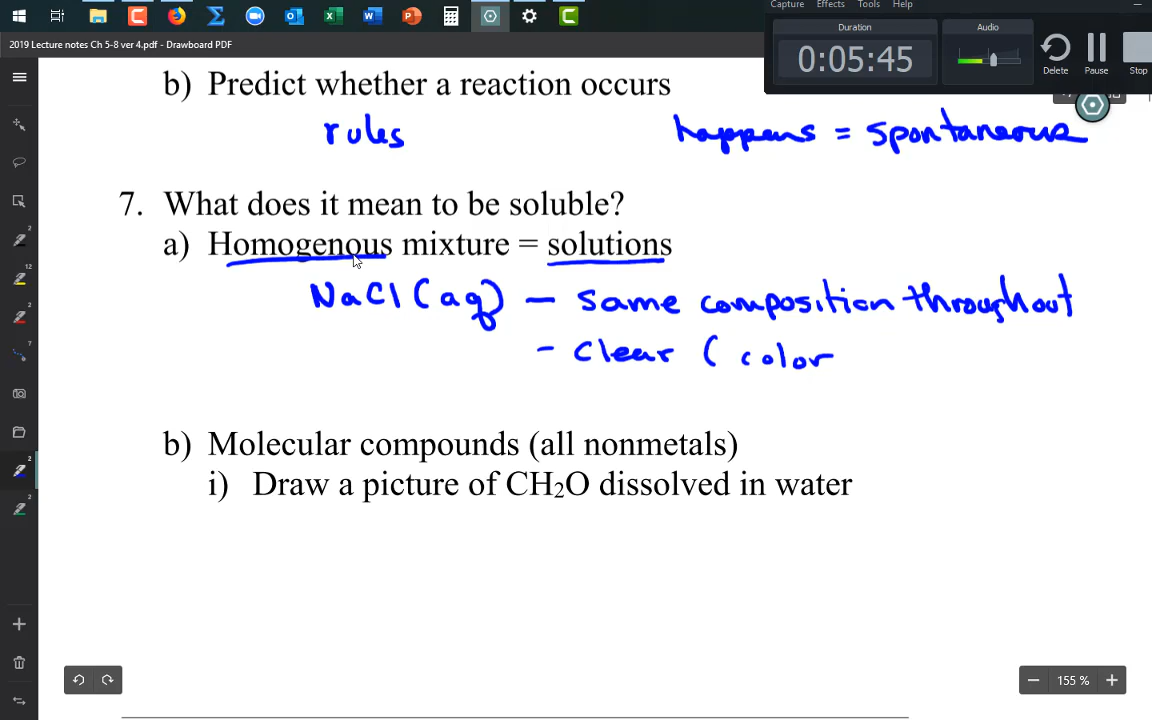 Capture Effects Tools Help
2019 Lecture notes Ch 5-8 ver 4.pdf - Drawboard PDF
Duration Audio
0:05:45
Delete Pause Stop
b) Predict whether a reaction occurs
rules happens = spontaneous
7. What does it mean to be soluble?
a) Homogenous mixture = solutions
NaCl (aq) - same composition throughout
- clear ( color
b) Molecular compounds (all nonmetals)
i) Draw a picture of CH₂O dissolved in water
155 %